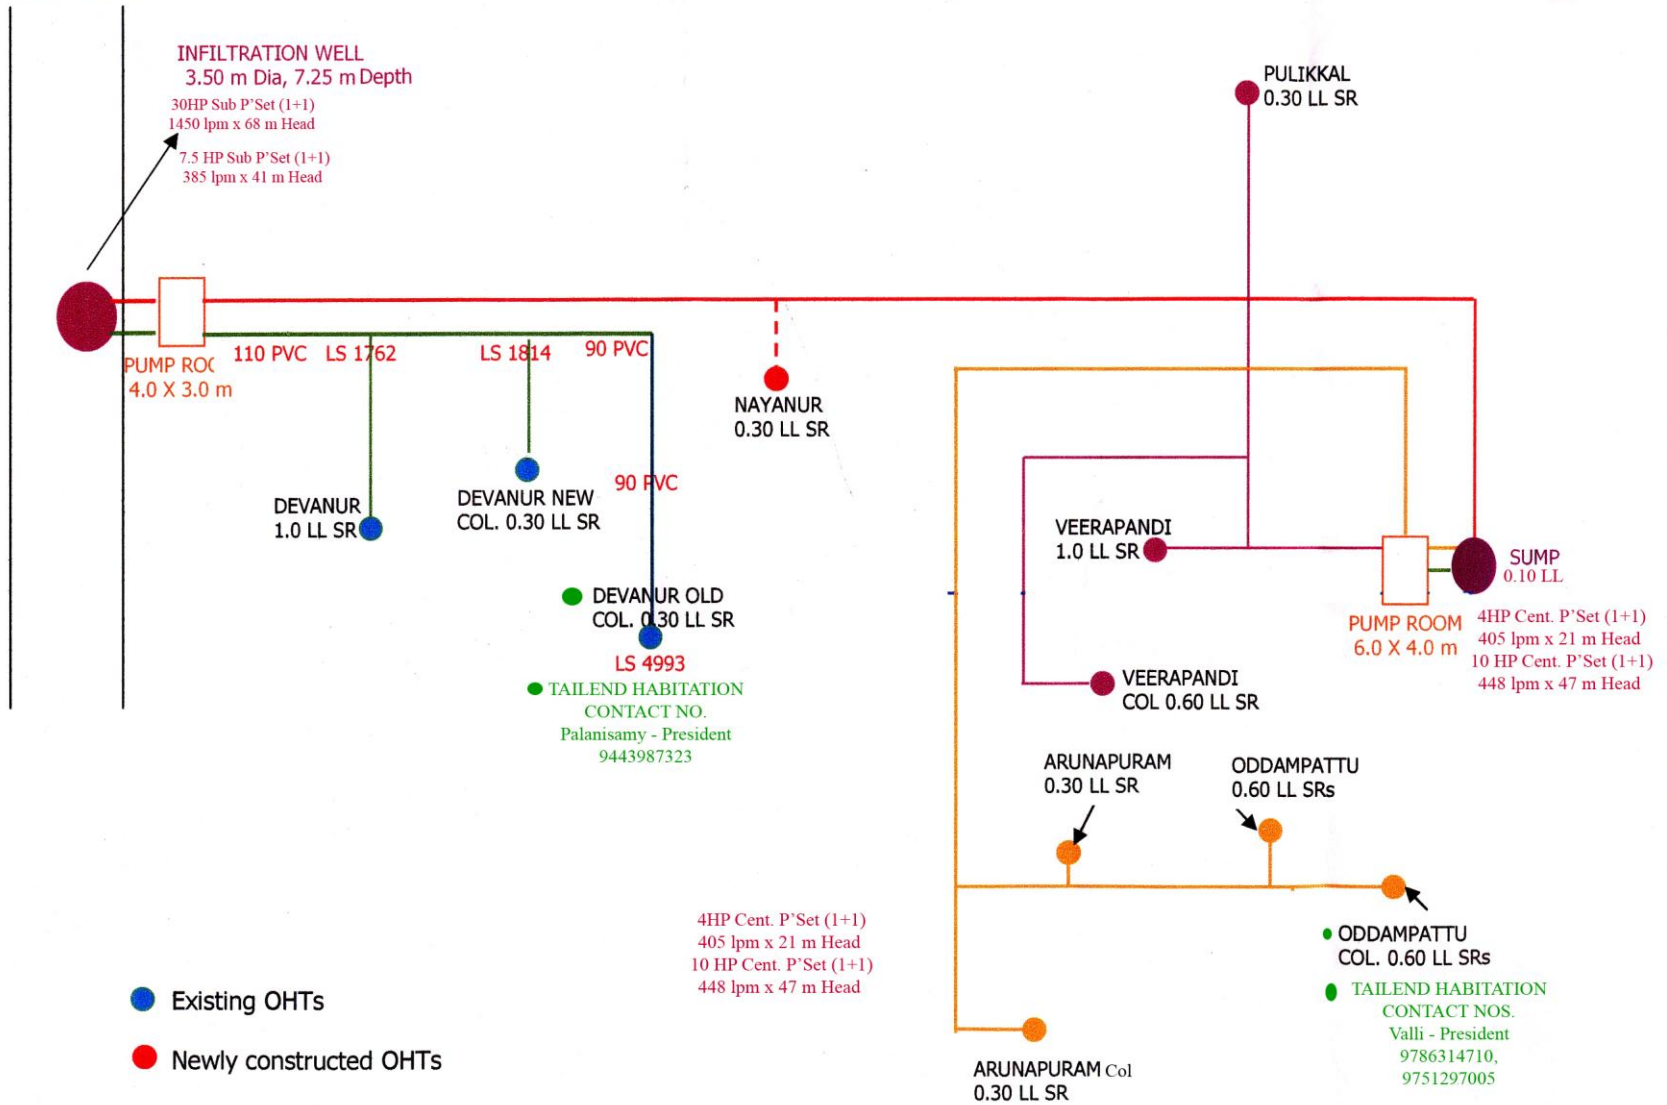 INFILTRATION WELL
3.50 m Dia, 7.25 m Depth
30HP Sub P'Set (1+1)
1450 lpm x 68 m Head
7.5 HP Sub P'Set (1+1)
385 lpm x 41 m Head
PULIKKAL
0.30 LL SR
PUMP ROO
4.0 X 3.0 m
110 PVC
LS 1762
LS 1814
90 PVC
NAYANUR
0.30 LL SR
90 PVC
DEVANUR
1.0 LL SR
DEVANUR NEW
COL. 0.30 LL SR
DEVANUR OLD
COL. 0.30 LL SR
LS 4993
TAILEND HABITATION
CONTACT NO.
Palanisamy - President
9443987323
VEERAPANDI
1.0 LL SR
SUMP
0.10 LL
PUMP ROOM
6.0 X 4.0 m
4HP Cent. P'Set (1+1)
405 lpm x 21 m Head
10 HP Cent. P'Set (1+1)
448 lpm x 47 m Head
VEERAPANDI
COL 0.60 LL SR
ARUNAPURAM
0.30 LL SR
ODDAMPATTU
0.60 LL SRs
4HP Cent. P'Set (1+1)
405 lpm x 21 m Head
10 HP Cent. P'Set (1+1)
448 lpm x 47 m Head
ODDAMPATTU
COL. 0.60 LL SRs
TAILEND HABITATION
CONTACT NOS.
Valli - President
9786314710,
9751297005
Existing OHTs
Newly constructed OHTs
ARUNAPURAM Col
0.30 LL SR